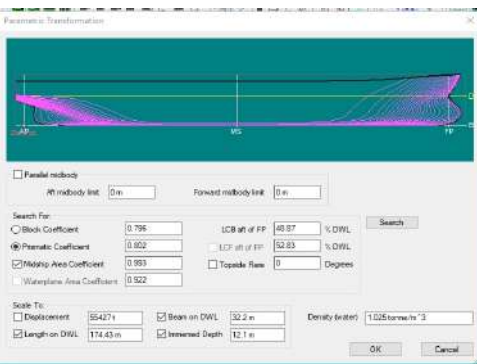 Parametric Transformation
AP
MS
FP
Parallel midbody
Aft midbody limit 0 m Forward midbody limit 0 m
Search For:
Block Coefficient 0.796 LCB aft of FP 48.87 % DWL Search
Prismatic Coefficient 0.802 LCF aft of FP 52.83 % DWL
Midship Area Coefficient 0.993 Topside Flare 0 Degrees
Waterplane Area Coefficient 0.922
Scale To:
Displacement 55427 t Beam on DWL 32.2 m Density (water) 1.025 tonne/m^3
Length on DWL 174.43 m Immersed Depth 12.1 m
OK Cancel